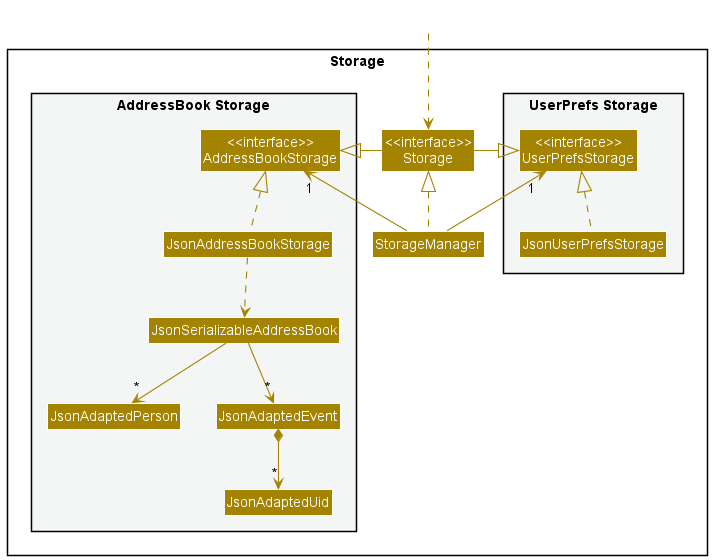 Storage
AddressBook Storage
UserPrefs Storage
<<interface>>
AddressBookStorage
<<interface>>
Storage
<<interface>>
UserPrefsStorage
1
1
JsonAddressBookStorage
StorageManager
JsonUserPrefsStorage
JsonSerializableAddressBook
*
*
JsonAdaptedPerson
JsonAdaptedEvent
*
JsonAdaptedUid